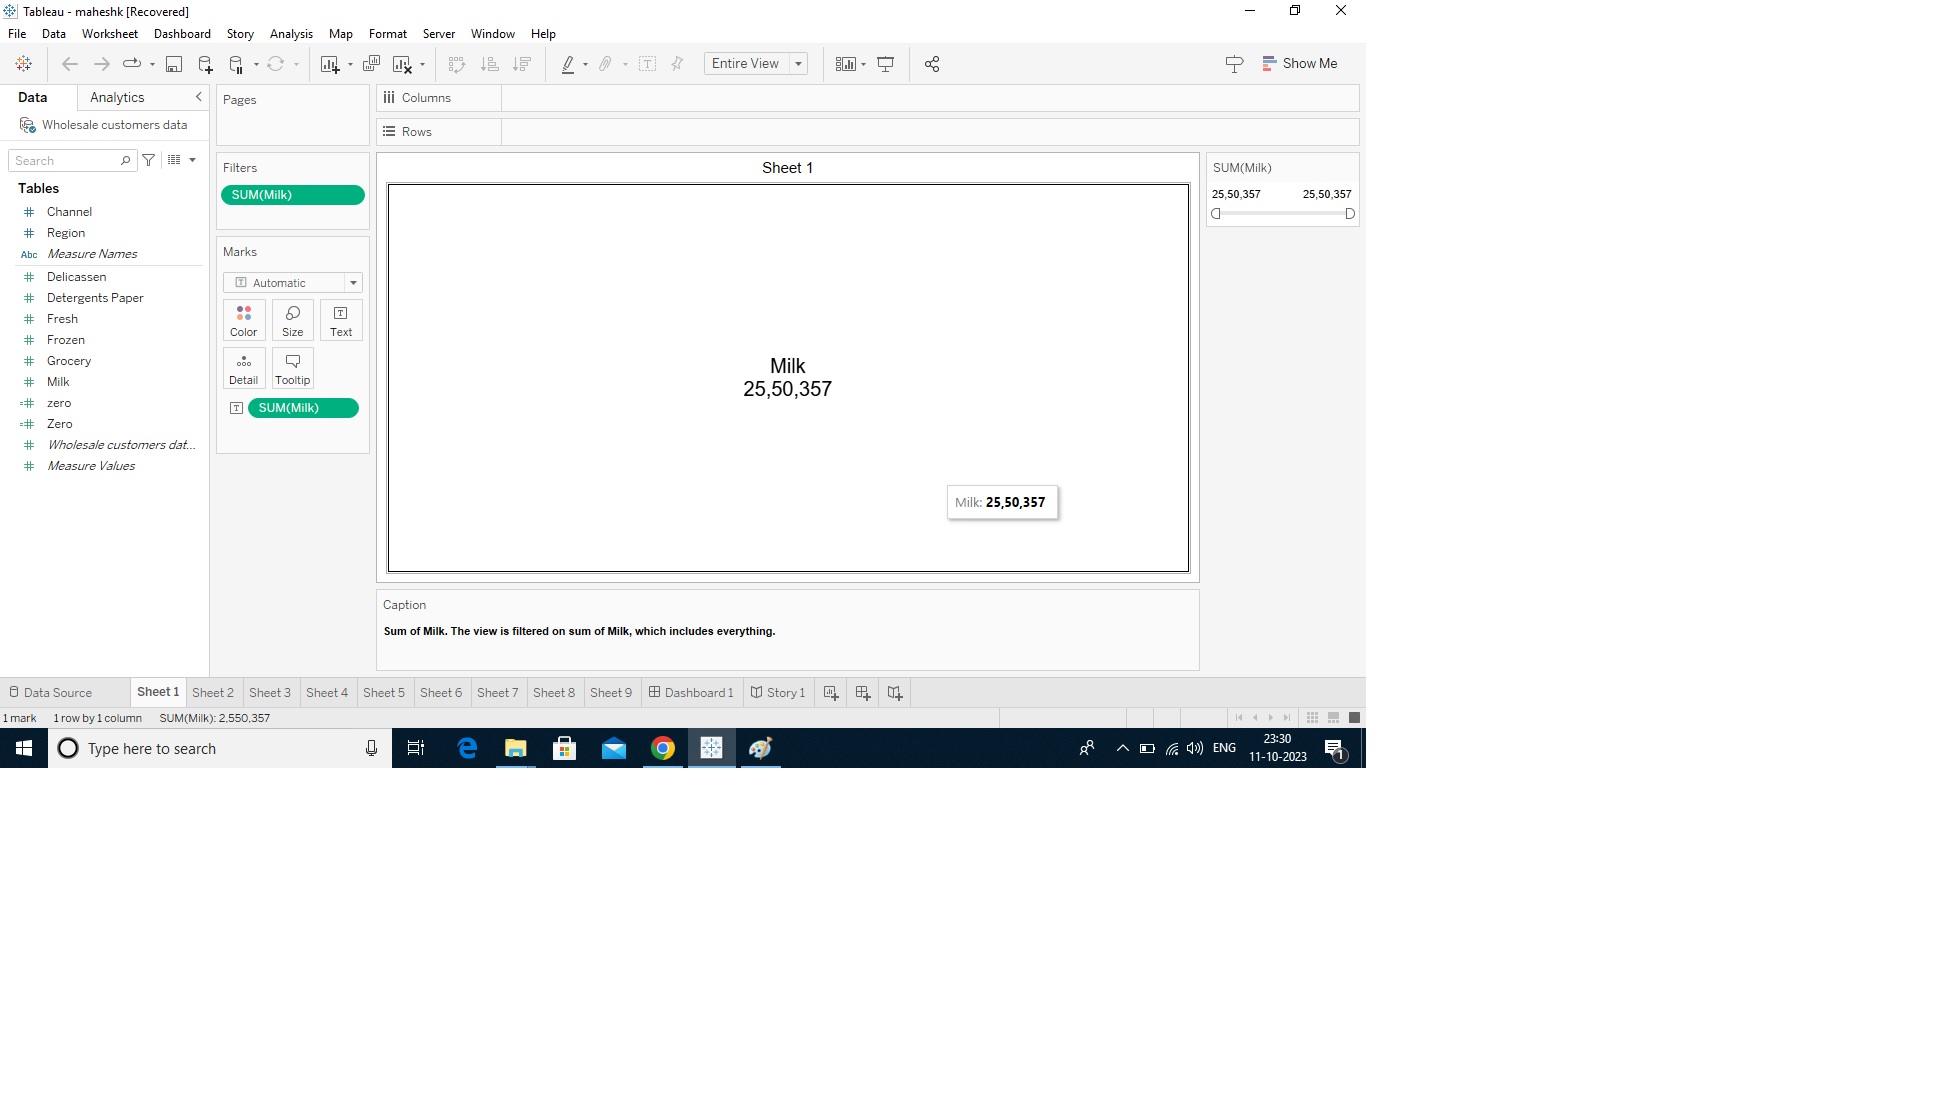 Tableau - maheshk [Recovered]
File Data Worksheet Dashboard Story Analysis Map Format Server Window Help
Entire View
Show Me
Data Analytics
Wholesale customers data
Search
Tables
Channel
Region
Abc Measure Names
Delicassen
Detergents Paper
Fresh
Frozen
Grocery
Milk
zero
Zero
Wholesale customers dat...
Measure Values
Pages
Filters
SUM(Milk)
Marks
Automatic
Color Size Text
Detail Tooltip
SUM(Milk)
Columns
Rows
Sheet 1
Milk
25,50,357
Milk: 25,50,357
SUM(Milk)
25,50,357 25,50,357
Caption
Sum of Milk. The view is filtered on sum of Milk, which includes everything.
Data Source Sheet 1 Sheet 2 Sheet 3 Sheet 4 Sheet 5 Sheet 6 Sheet 7 Sheet 8 Sheet 9 Dashboard 1 Story 1
1 mark 1 row by 1 column SUM(Milk): 2,550,357
Type here to search
ENG
23:30
11-10-2023
1